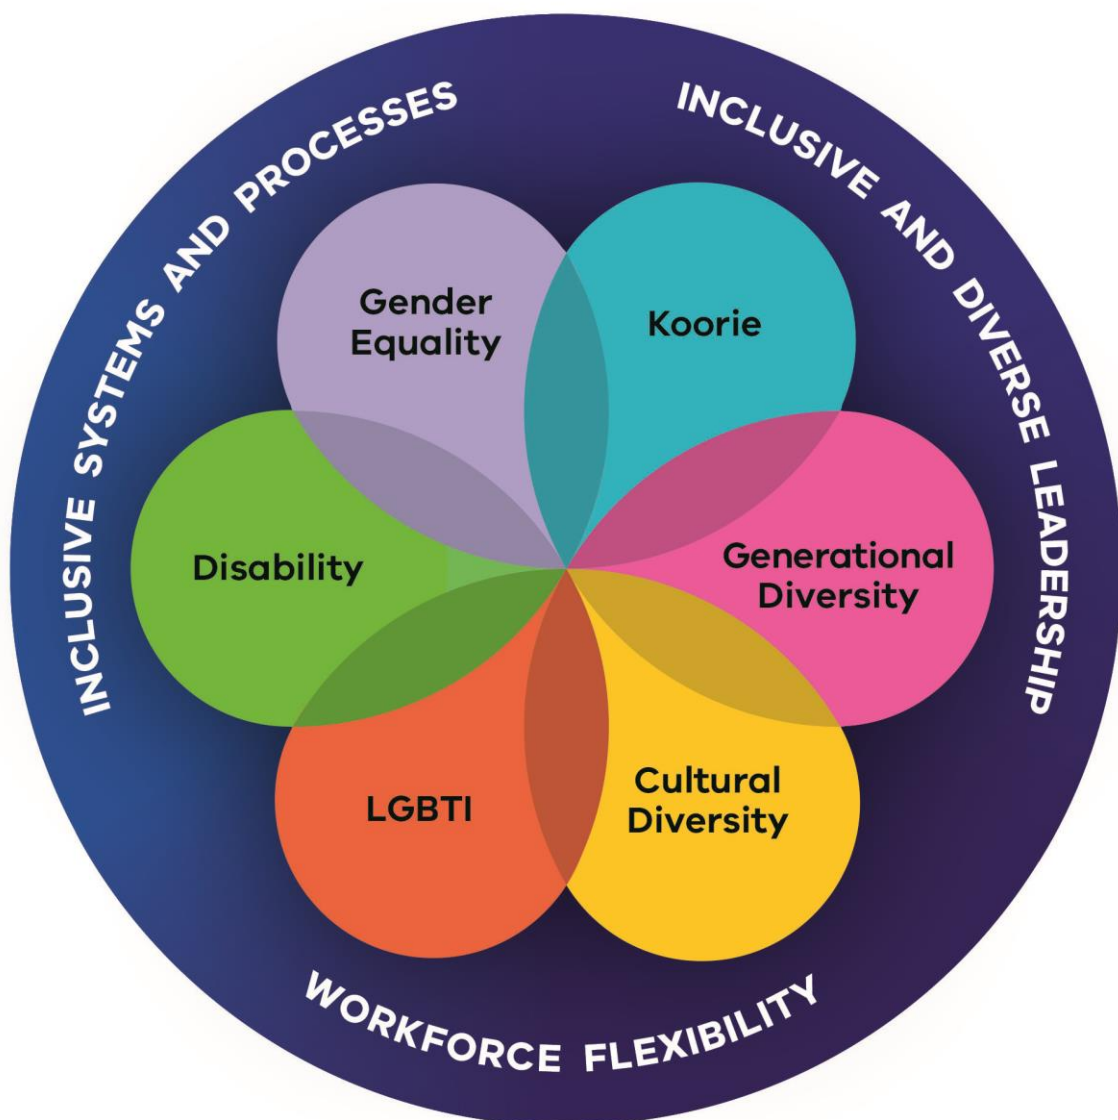 INCLUSIVE SYSTEMS AND PROCESSES
INCLUSIVE AND DIVERSE LEADERSHIP
Gender
Equality
Koorie
Disability
Generational
Diversity
LGBTI
Cultural
Diversity
WORKFORCE FLEXIBILITY